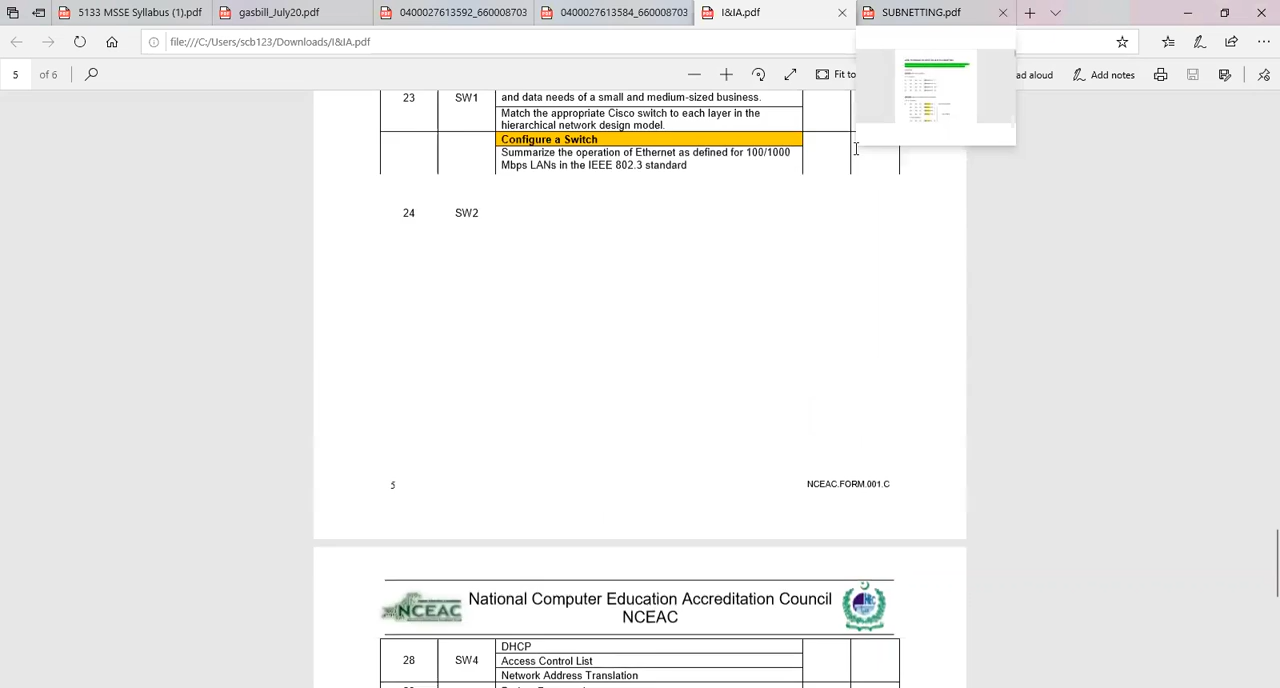 5133 MSSE Syllabus (1).pdf
gasbill_July20.pdf
0400027613592_660008703
0400027613584_660008703
I&IA.pdf
SUBNETTING.pdf
file:///C:/Users/scb123/Downloads/I&IA.pdf
5 of 6
Fit to
ad aloud
Add notes
23 SW1 and data needs of a small and medium-sized business.
Match the appropriate Cisco switch to each layer in the
hierarchical network design model.
Configure a Switch
Summarize the operation of Ethernet as defined for 100/1000
Mbps LANs in the IEEE 802.3 standard
24 SW2
5 NCEAC.FORM.001.C
NCEAC
National Computer Education Accreditation Council
NCEAC
DHCP
28 SW4 Access Control List
Network Address Translation